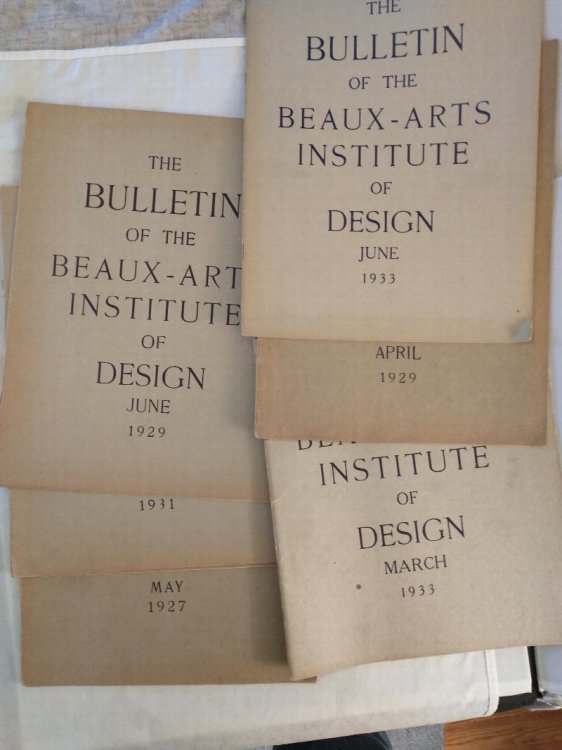 THE
BULLETIN
OF THE
BEAUX-ARTS
INSTITUTE
OF
DESIGN
JUNE
1933
THE
BULLETIN
OF THE
BEAUX-ART
INSTITUTE
OF
DESIGN
JUNE
1929
APRIL
1929
INSTITUTE
OF
DESIGN
MARCH
1933
1931
MAY
1927